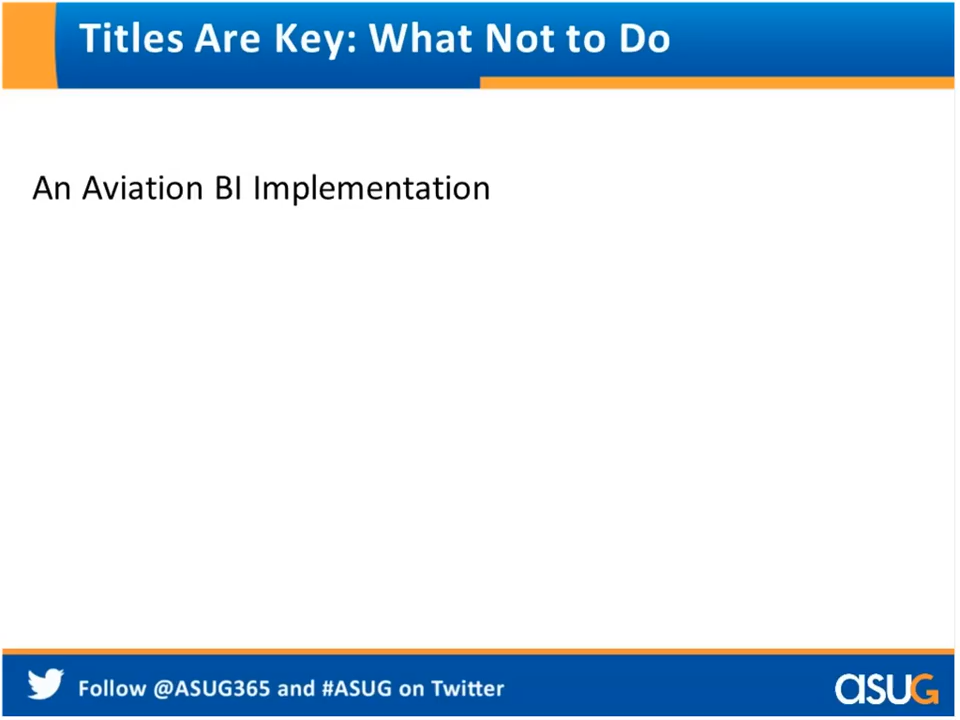 Titles Are Key: What Not to Do
An Aviation BI Implementation
Follow @ASUG365 and #ASUG on Twitter
asuG